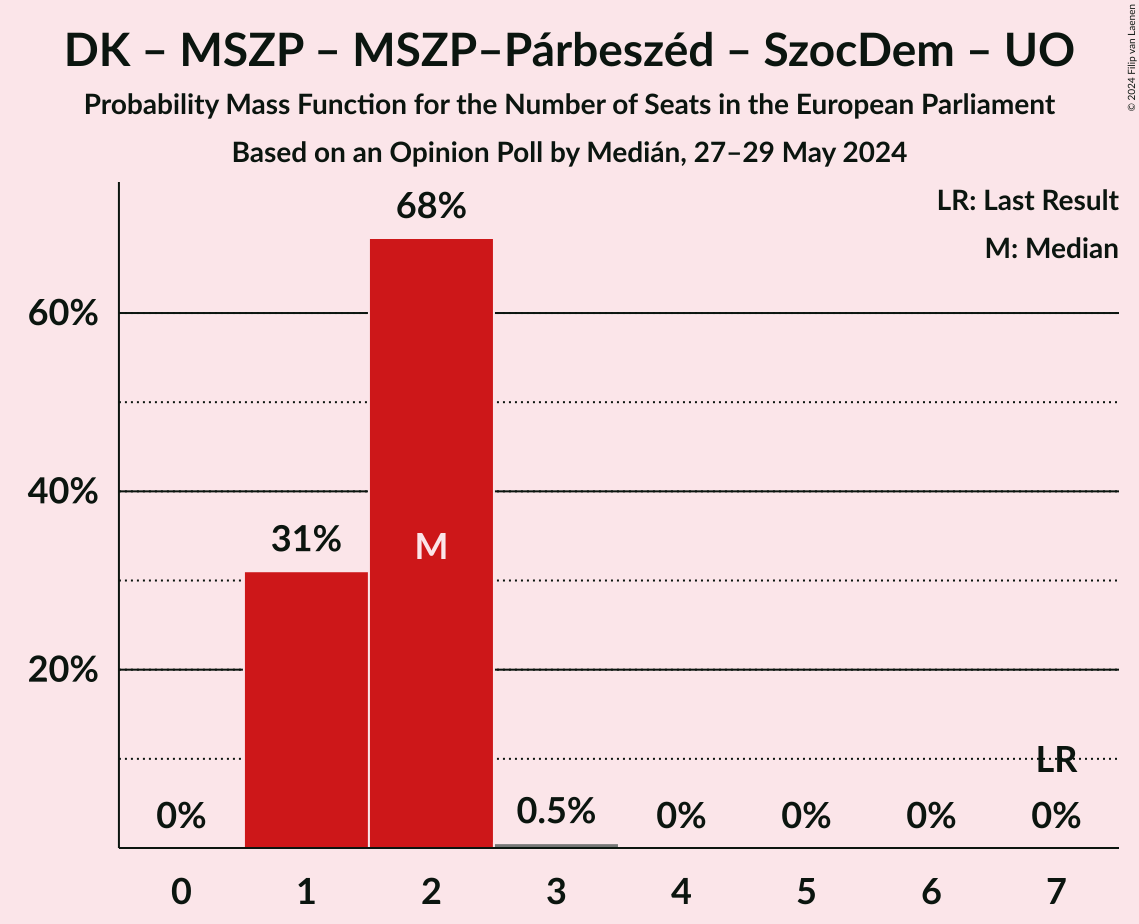 DK – MSZP – MSZP–Párbeszéd – SzocDem – UO
Probability Mass Function for the Number of Seats in the European Parliament
Based on an Opinion Poll by Medián, 27–29 May 2024
© 2024 Filip van Laenen
LR: Last Result
M: Median
68%
60%
40%
31%
M
20%
LR
0%
0.5%
0%
0%
0%
0%
0
1
2
3
4
5
6
7